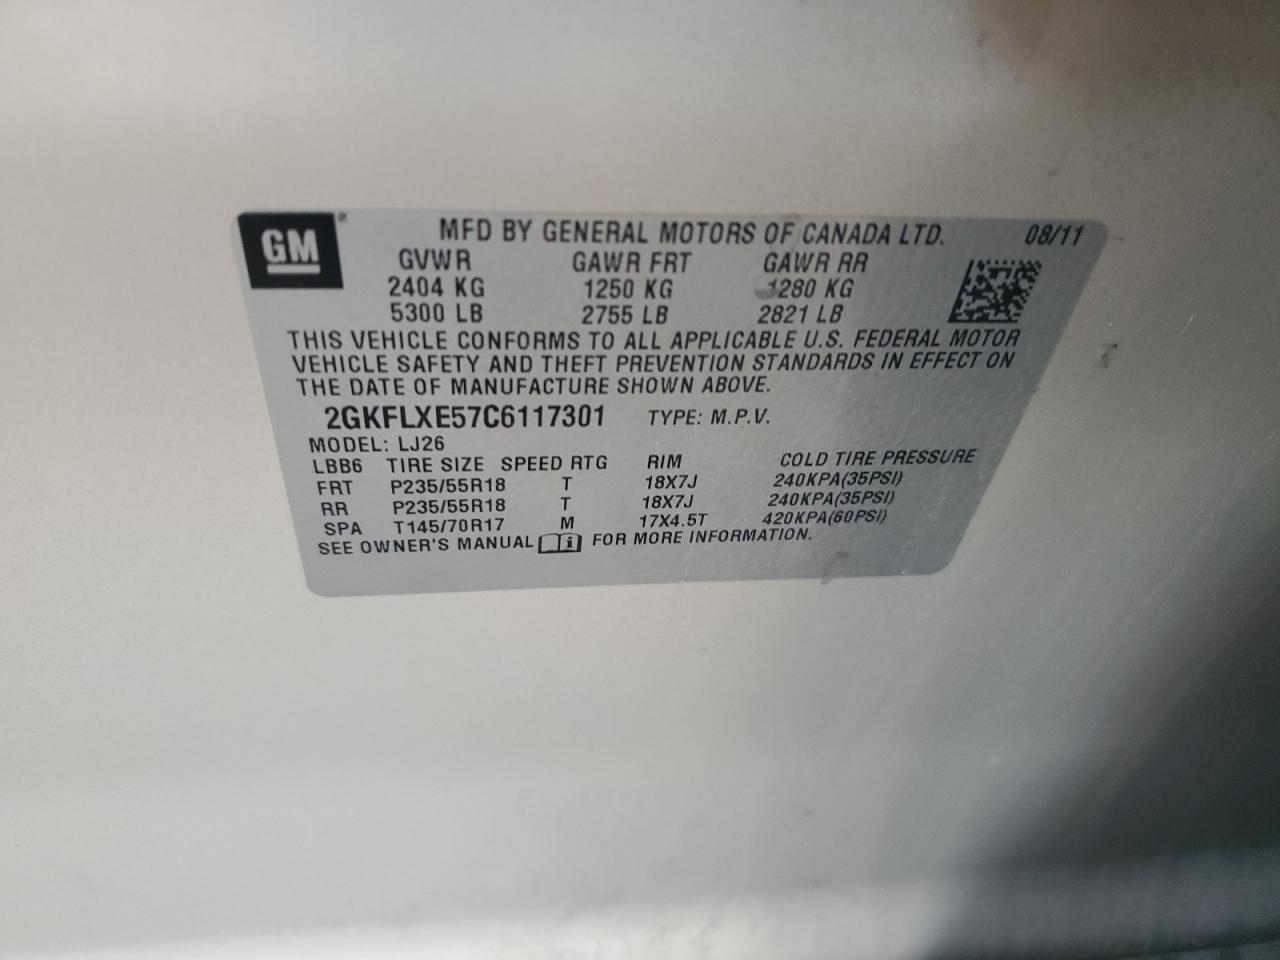 GM®
MFD BY GENERAL MOTORS OF CANADA LTD. 08/11
GVWR GAWR FRT GAWR RR
2404 KG 1250 KG 1280 KG
5300 LB 2755 LB 2821 LB
THIS VEHICLE CONFORMS TO ALL APPLICABLE U.S. FEDERAL MOTOR
VEHICLE SAFETY AND THEFT PREVENTION STANDARDS IN EFFECT ON
THE DATE OF MANUFACTURE SHOWN ABOVE.
2GKFLXE57C6117301 TYPE: M.P.V.
MODEL: LJ26
LBB6 TIRE SIZE SPEED RTG RIM COLD TIRE PRESSURE
FRT P235/55R18 T 18X7J 240KPA(35PSI)
RR P235/55R18 T 18X7J 240KPA(35PSI)
SPA T145/70R17 M 17X4.5T 420KPA(60PSI)
SEE OWNER'S MANUAL i FOR MORE INFORMATION.